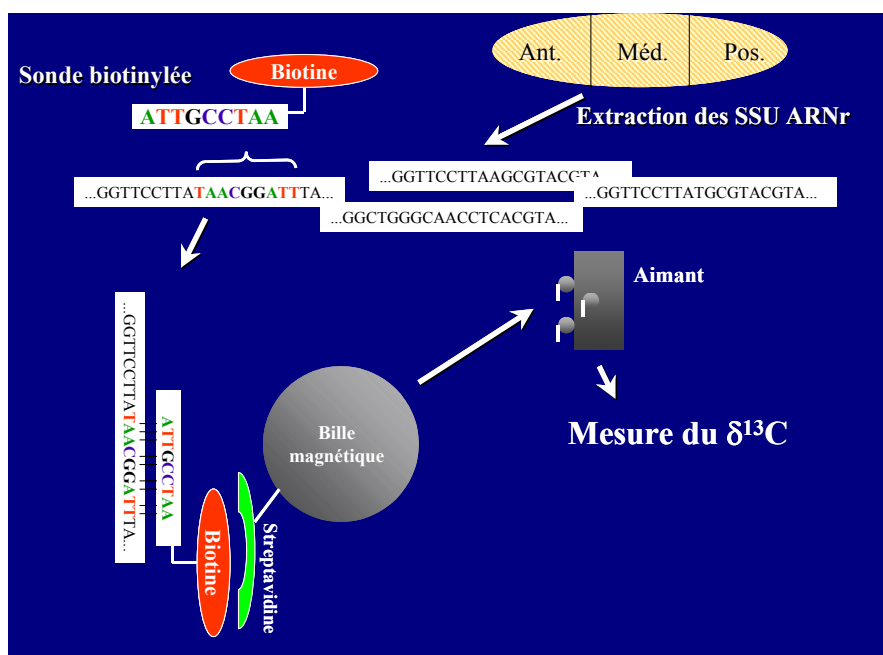 Ant. Méd. Pos.
Sonde biotinylée
Biotine
ATTGCCTAA
Extraction des SSU ARNr
...GGTTCCTTATAACGGATTTA...
...GGTTCCTTAAGCGTACGTA...
...GGTTCCTTATGCGTACGTA...
...GGCTGGGCAACCTCACGTA...
Aimant
...GGTTCCTTATAACGGATTTA...
ATTGCCTAA
Biotine
Streptavidine
Bille
magnétique
Mesure du δ¹³C